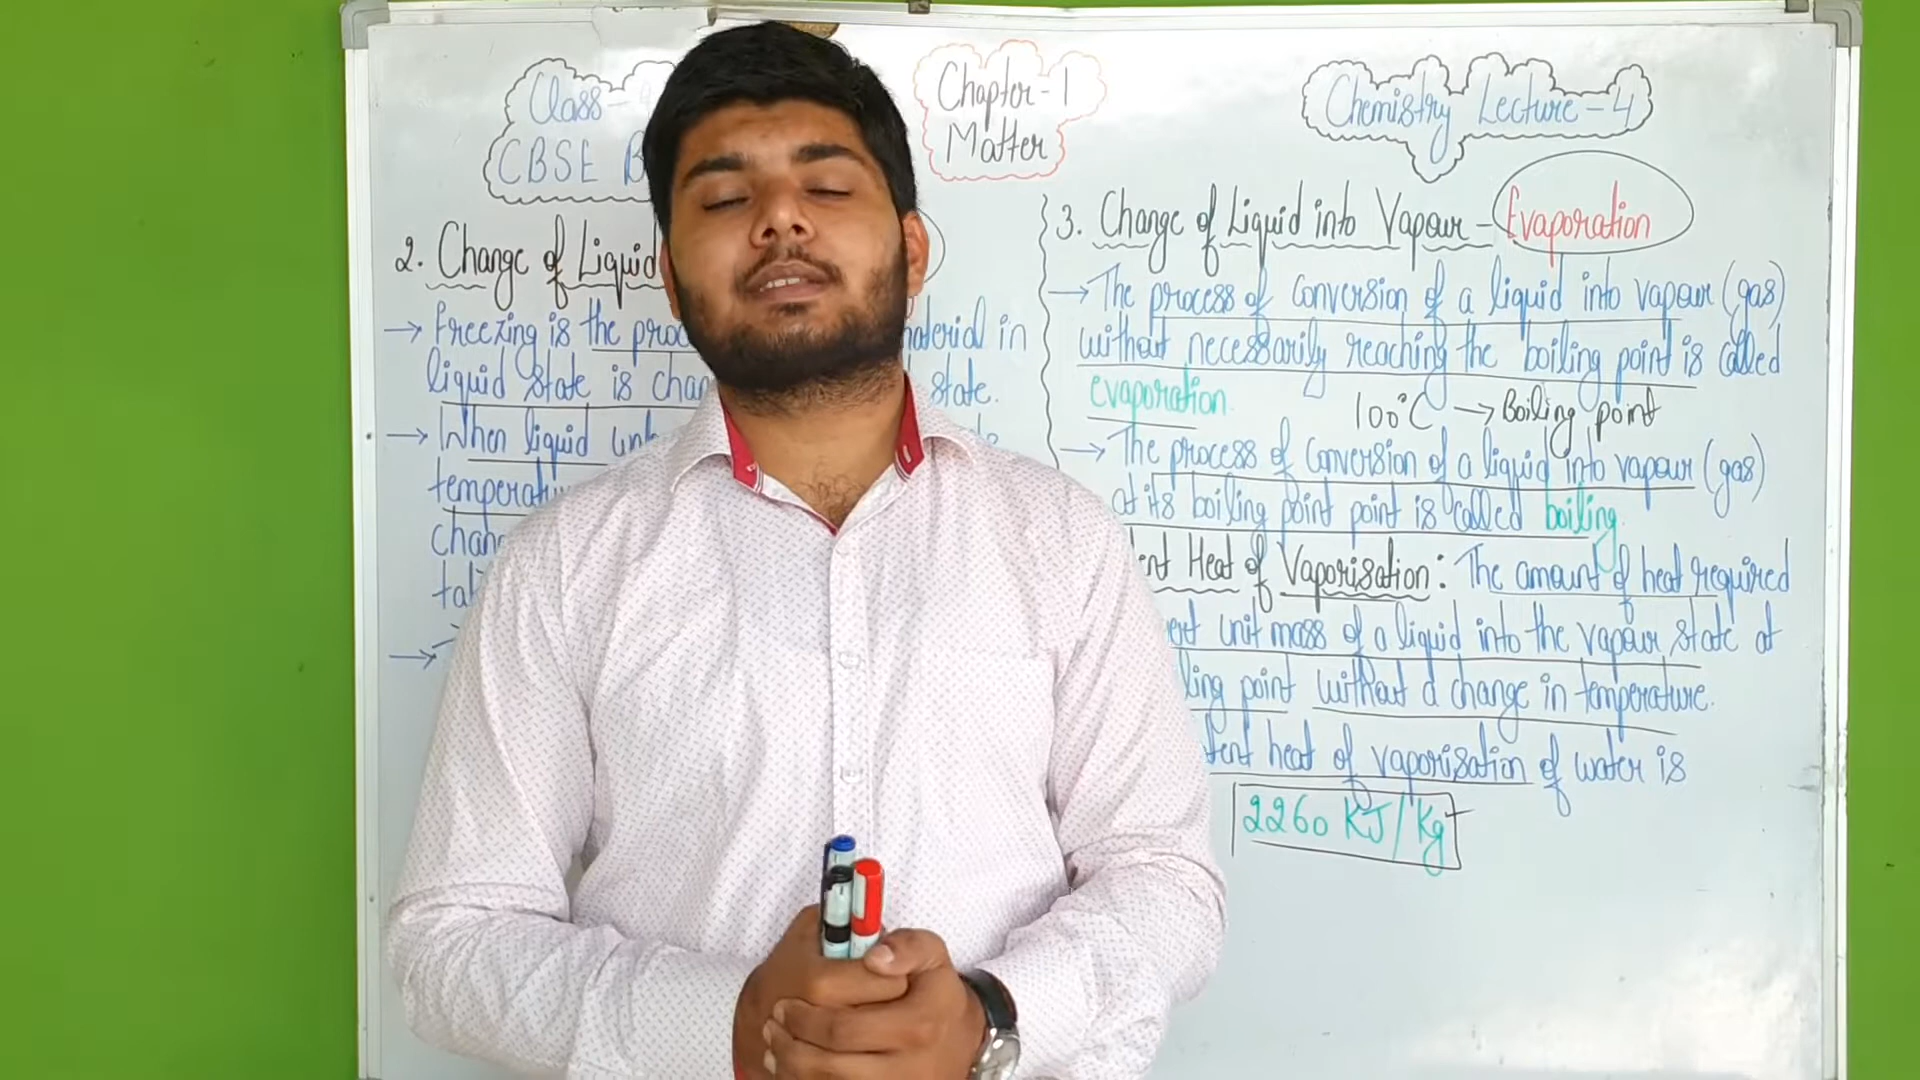 Class-
CBSE B
Chapter-1
Matter
Chemistry Lecture-4
2. Change of Liquid
→ Freezing is the proc material in
liquid state is chan state.
→ When liquid
temperatu
chan
→
3. Change of Liquid into Vapour - Evaporation
→ The process of conversion of a liquid into vapour (gas)
without necessarily reaching the boiling point is called
evaporation.
100°C → Boiling point
→ The process of conversion of a liquid into vapour (gas)
at its boiling point point is called boiling.
ent Heat of Vaporisation: The amount of heat required
ert unit mass of a liquid into the vapour state at
ling point without a change in temperature.
tent heat of vaporisation of water is
2260 KJ/Kg